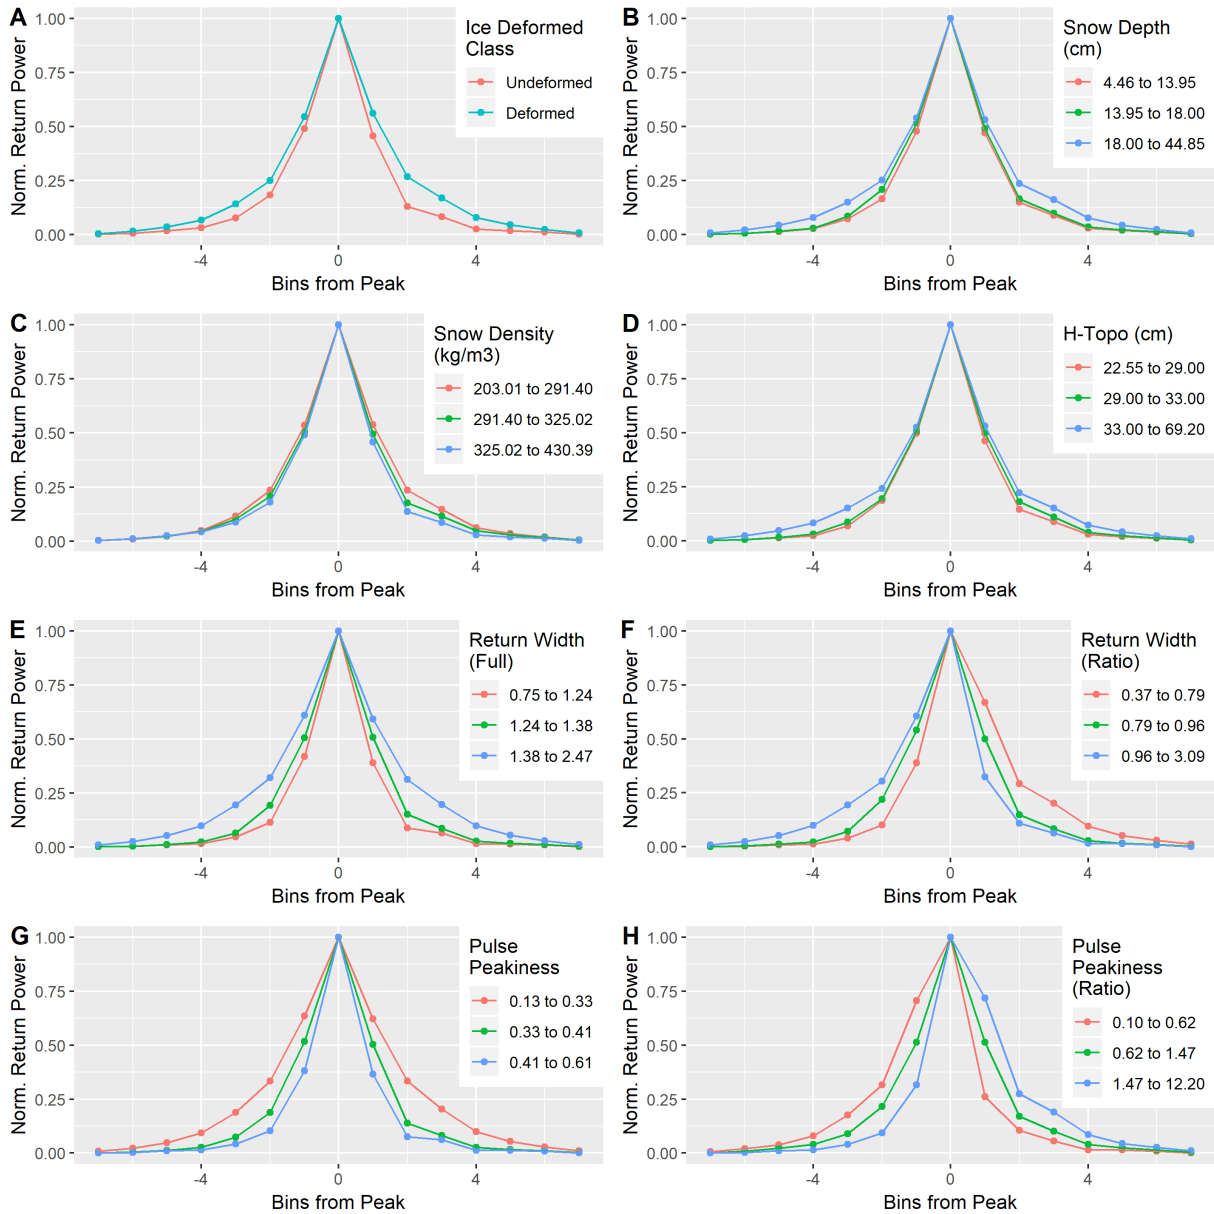 A
Norm. Return Power
1.00
0.75
0.50
0.25
0.00
-4
0
4
Bins from Peak
Ice Deformed
Class
Undeformed
Deformed
B
Norm. Return Power
1.00
0.75
0.50
0.25
0.00
-4
0
4
Bins from Peak
Snow Depth
(cm)
4.46 to 13.95
13.95 to 18.00
18.00 to 44.85
C
Norm. Return Power
1.00
0.75
0.50
0.25
0.00
-4
0
4
Bins from Peak
Snow Density
(kg/m3)
203.01 to 291.40
291.40 to 325.02
325.02 to 430.39
D
Norm. Return Power
1.00
0.75
0.50
0.25
0.00
-4
0
4
Bins from Peak
H-Topo (cm)
22.55 to 29.00
29.00 to 33.00
33.00 to 69.20
E
Norm. Return Power
1.00
0.75
0.50
0.25
0.00
-4
0
4
Bins from Peak
Return Width
(Full)
0.75 to 1.24
1.24 to 1.38
1.38 to 2.47
F
Norm. Return Power
1.00
0.75
0.50
0.25
0.00
-4
0
4
Bins from Peak
Return Width
(Ratio)
0.37 to 0.79
0.79 to 0.96
0.96 to 3.09
G
Norm. Return Power
1.00
0.75
0.50
0.25
0.00
-4
0
4
Bins from Peak
Pulse
Peakiness
0.13 to 0.33
0.33 to 0.41
0.41 to 0.61
H
Norm. Return Power
1.00
0.75
0.50
0.25
0.00
-4
0
4
Bins from Peak
Pulse
Peakiness
(Ratio)
0.10 to 0.62
0.62 to 1.47
1.47 to 12.20